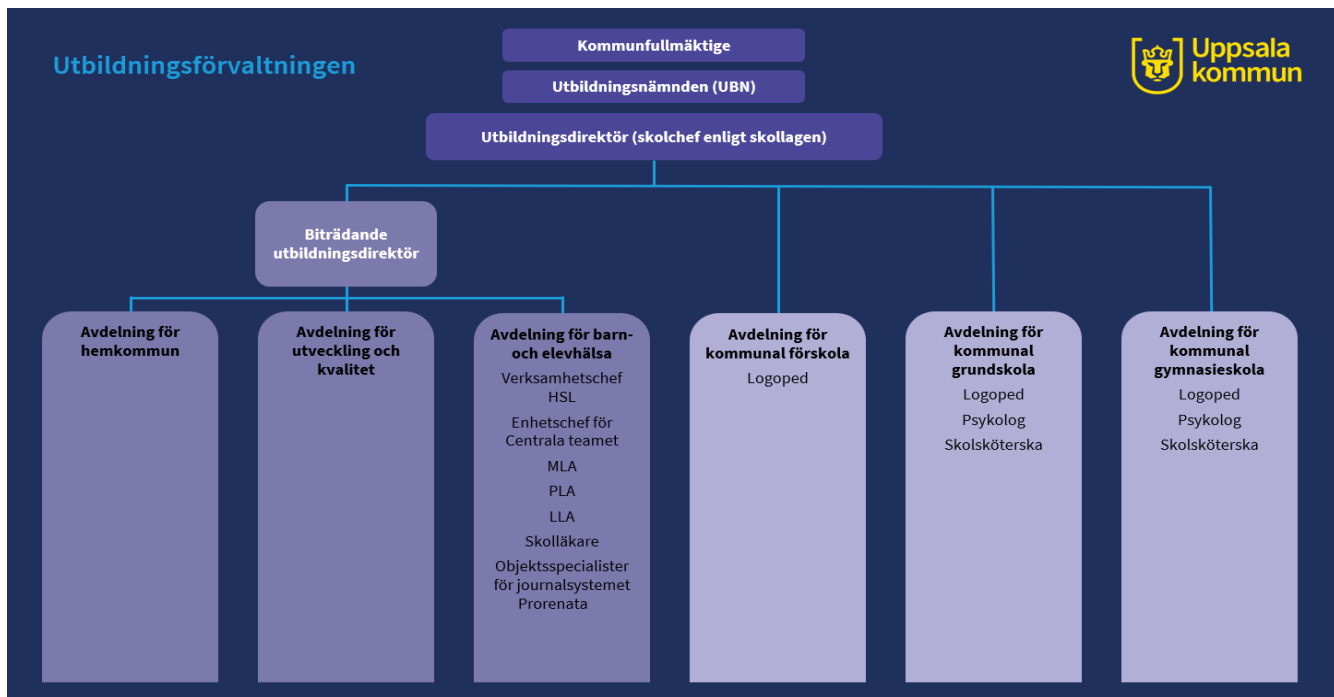 Utbildningsförvaltningen
Kommunfullmäktige
Utbildningsnämnden (UBN)
Utbildningsdirektör (skolchef enligt skollagen)
Uppsala
kommun
Biträdande
utbildningsdirektör
Avdelning för
hemkommun
Avdelning för
utveckling och
kvalitet
Avdelning för barn-
och elevhälsa
Verksamhetschef
HSL
Enhetschef för
Centrala teamet
MLA
PLA
LLA
Skolläkare
Objektsspecialister
för journalsystemet
Prorenata
Avdelning för
kommunal förskola
Logoped
Avdelning för
kommunal
grundskola
Logoped
Psykolog
Skolsköterska
Avdelning för
kommunal
gymnasieskola
Logoped
Psykolog
Skolsköterska